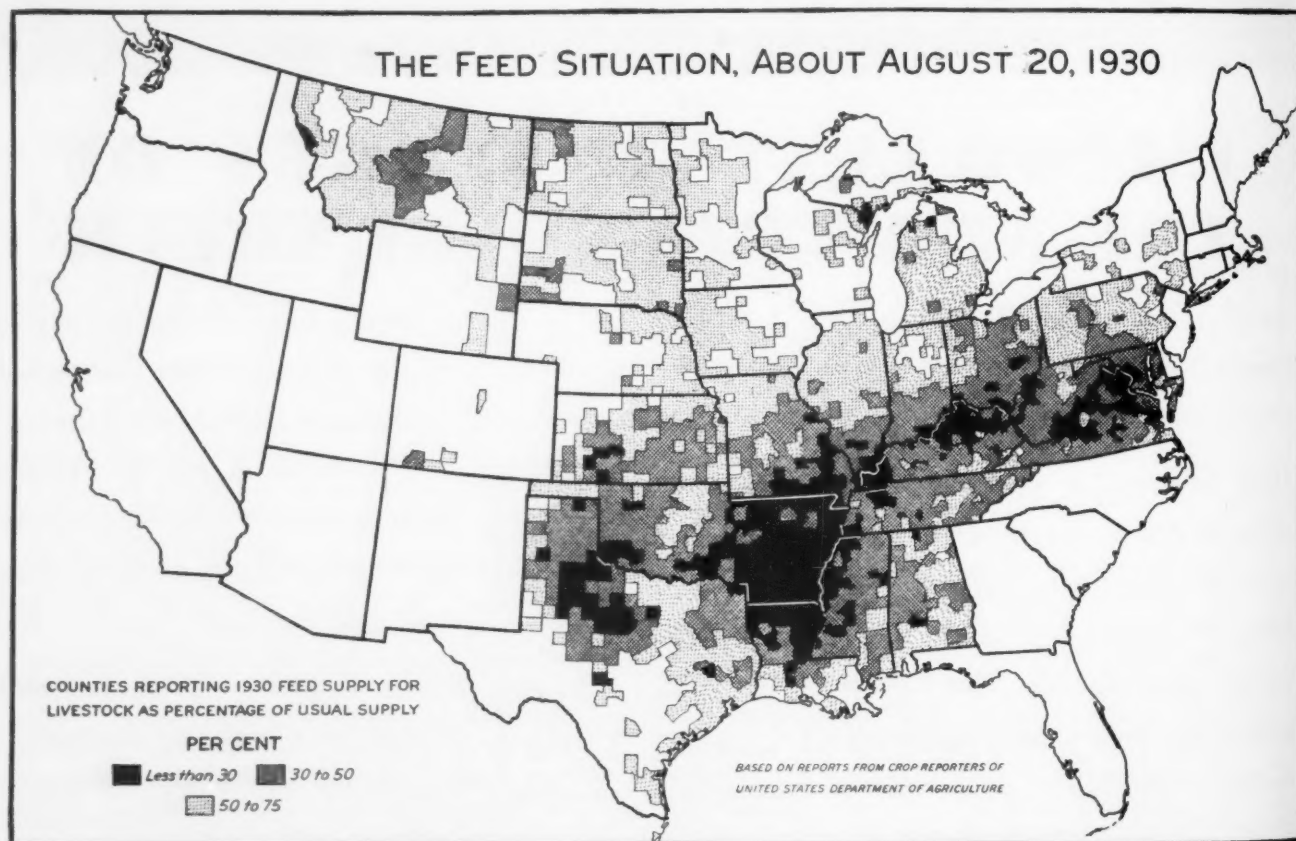 THE FEED SITUATION, ABOUT AUGUST 20, 1930
COUNTIES REPORTING 1930 FEED SUPPLY FOR
LIVESTOCK AS PERCENTAGE OF USUAL SUPPLY
PER CENT
Less than 30 30 to 50
50 to 75
BASED ON REPORTS FROM CROP REPORTERS OF
UNITED STATES DEPARTMENT OF AGRICULTURE